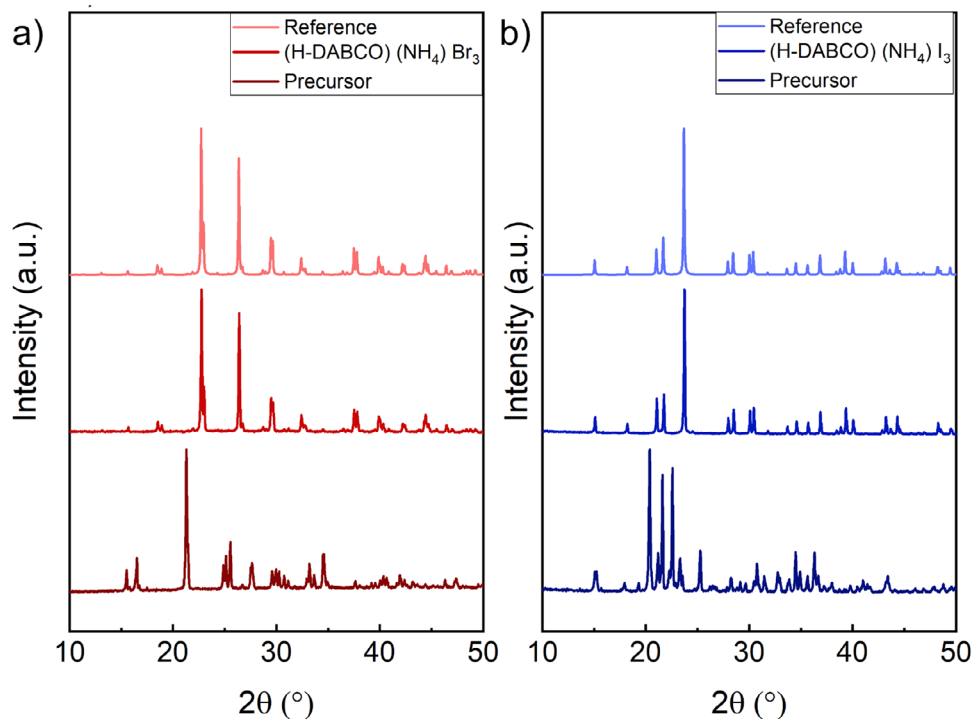 a)
Reference
(H-DABCO) (NH₄) Br₃
Precursor
Intensity (a.u.)
10 20 30 40 50
2θ (°)
b)
Reference
(H-DABCO) (NH₄) I₃
Precursor
Intensity (a.u.)
10 20 30 40 50
2θ (°)